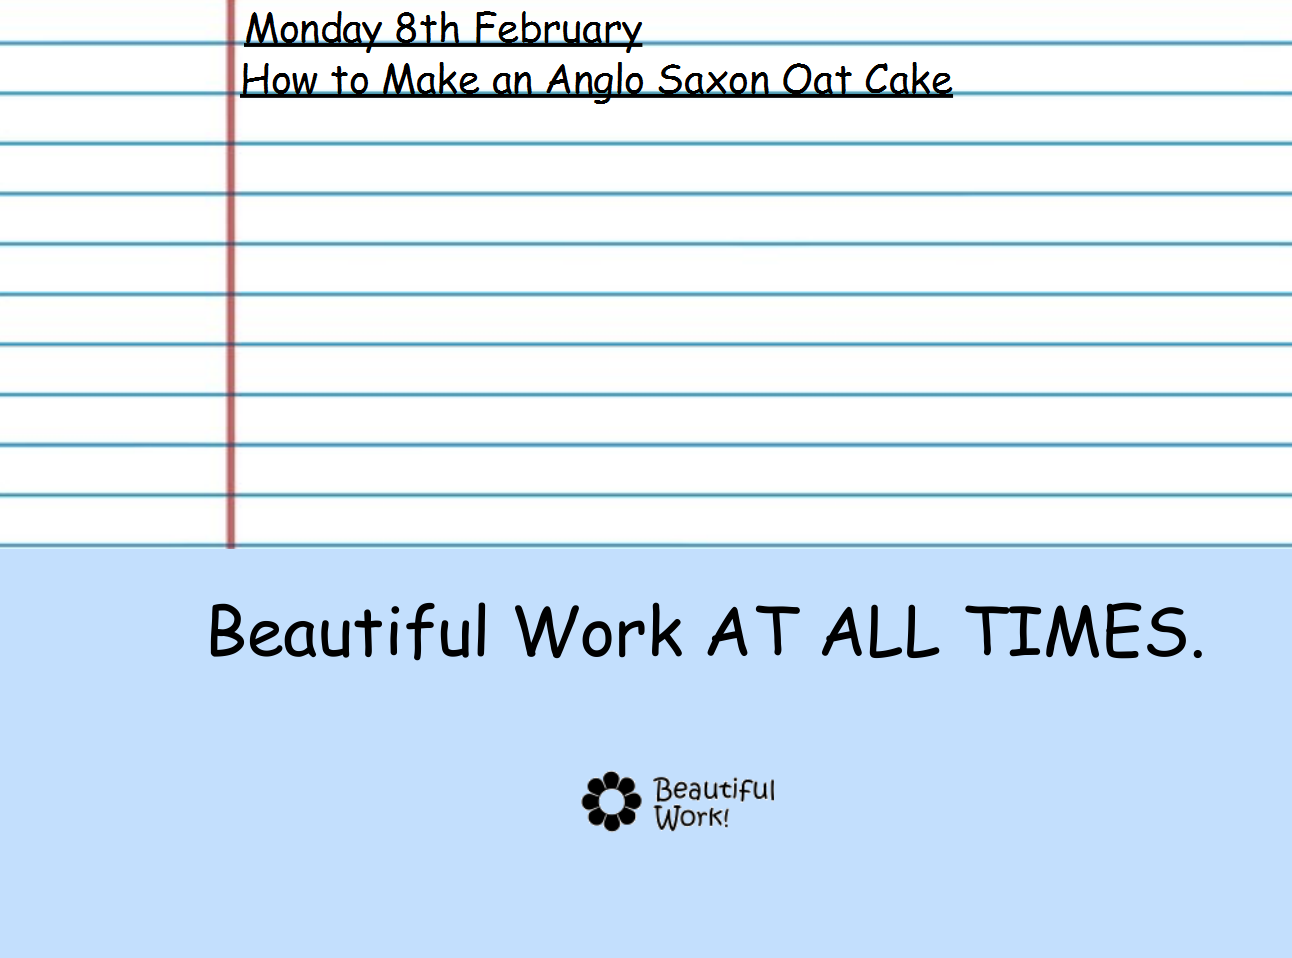 Monday 8th February
How to Make an Anglo Saxon Oat Cake
Beautiful Work AT ALL TIMES.
Beautiful
Work!